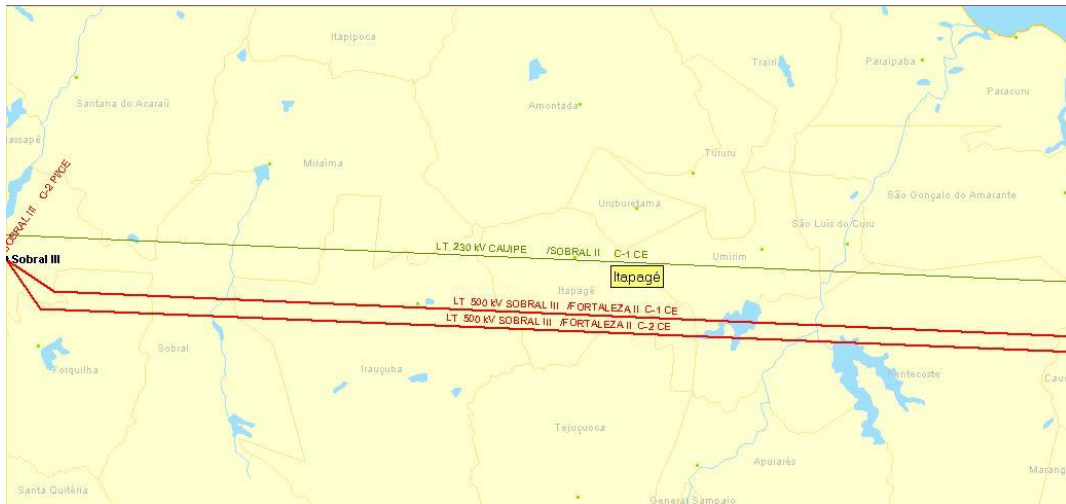 Itapipoca
Trairi
Paraipaba
Paracuru
Santana do Acaraú
Amontada
Tururu
Miraíma
Uruburetama
São Gonçalo do Amarante
São Luís do Curu
SOBRAL III C-2 PI/CE
Sobral III
LT 230 kV CAUIPE /SOBRAL II C-1 CE
Umirim
Itapagé
Itapagé
LT 500 kV SOBRAL III /FORTALEZA II C-1 CE
LT 500 kV SOBRAL III /FORTALEZA II C-2 CE
Sobral
Forquilha
Irauçuba
Pentecoste
Tejuçuoca
Apuiarés
Santa Quitéria
General Sampaio